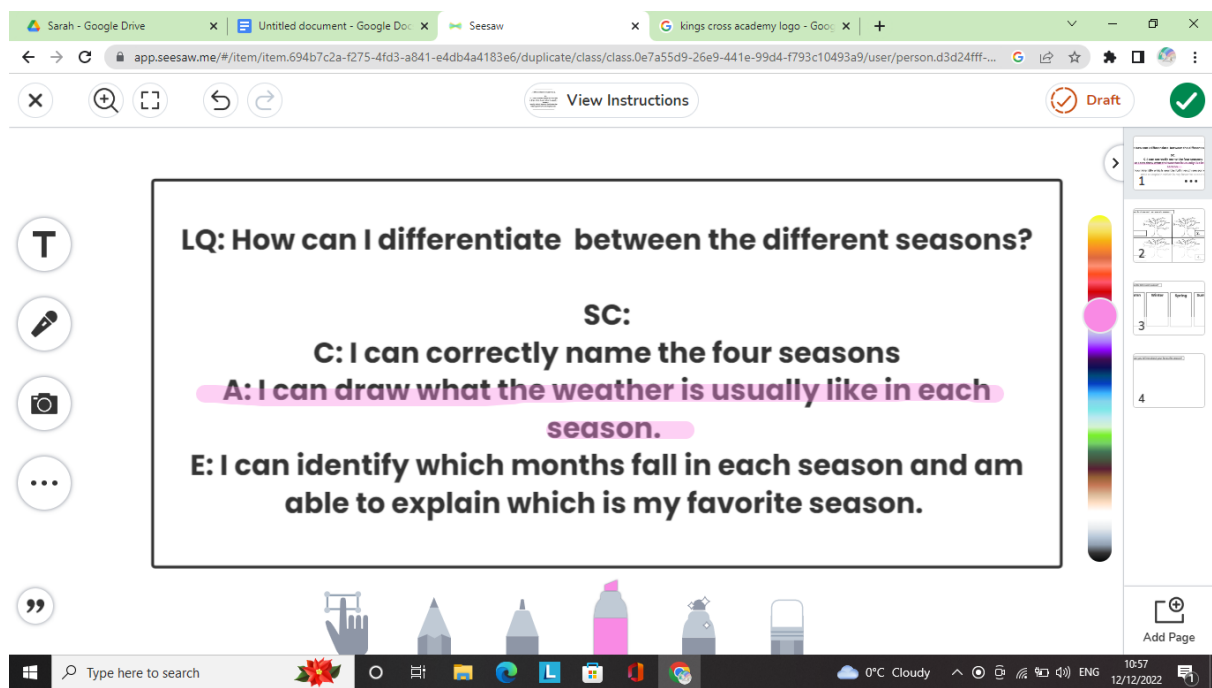 Sarah - Google Drive
Untitled document - Google Doc
Seesaw
kings cross academy logo - Goog
app.seesaw.me/#/item/item.694b7c2a-f275-4fd3-a841-e4db4a4183e6/duplicate/class/class.0e7a55d9-26e9-441e-99d4-f793c10493a9/user/person.d3d24fff-...
View Instructions
Draft
LQ: How can I differentiate between the different seasons?
SC:
C: I can correctly name the four seasons
A: I can draw what the weather is usually like in each
season.
E: I can identify which months fall in each season and am
able to explain which is my favorite season.
T
1
2
Winter
Spring
3
4
Add Page
Type here to search
L
0°C Cloudy
ENG
10:57
12/12/2022
1